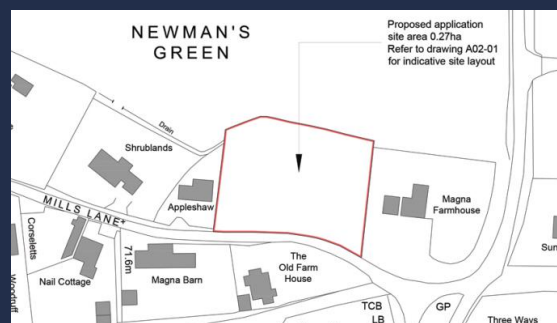 NEWMAN'S
GREEN
Proposed application
site area 0.27ha
Refer to drawing A02-01
for indicative site layout
Drain
Shrublands
Appleshaw
MILLS LANE
Magna
Farmhouse
Corseletts
71.6m
Nail Cottage
Magna Barn
The
Old Farm
House
Woodruff
TCB
LB
GP
Three Ways